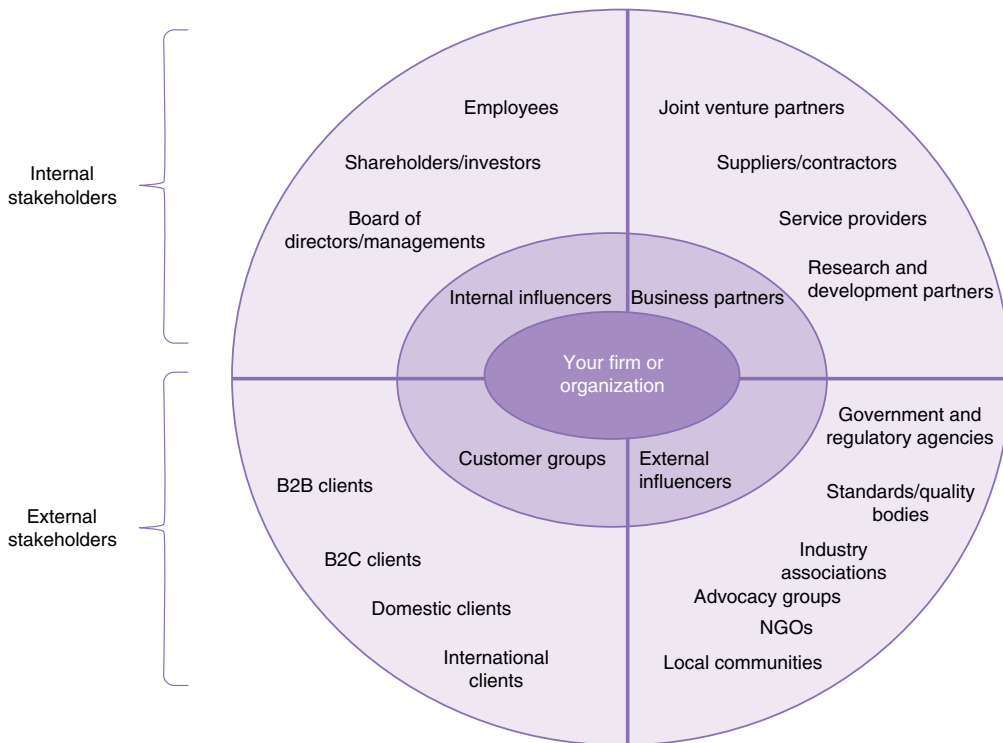 Internal
stakeholders
Employees
Shareholders/investors
Board of
directors/managements
Joint venture partners
Suppliers/contractors
Service providers
Research and
development partners
Internal influencers
Business partners
Your firm or
organization
Customer groups
External
influencers
External
stakeholders
B2B clients
B2C clients
Domestic clients
International
clients
Government and
regulatory agencies
Standards/quality
bodies
Industry
associations
Advocacy groups
NGOs
Local communities